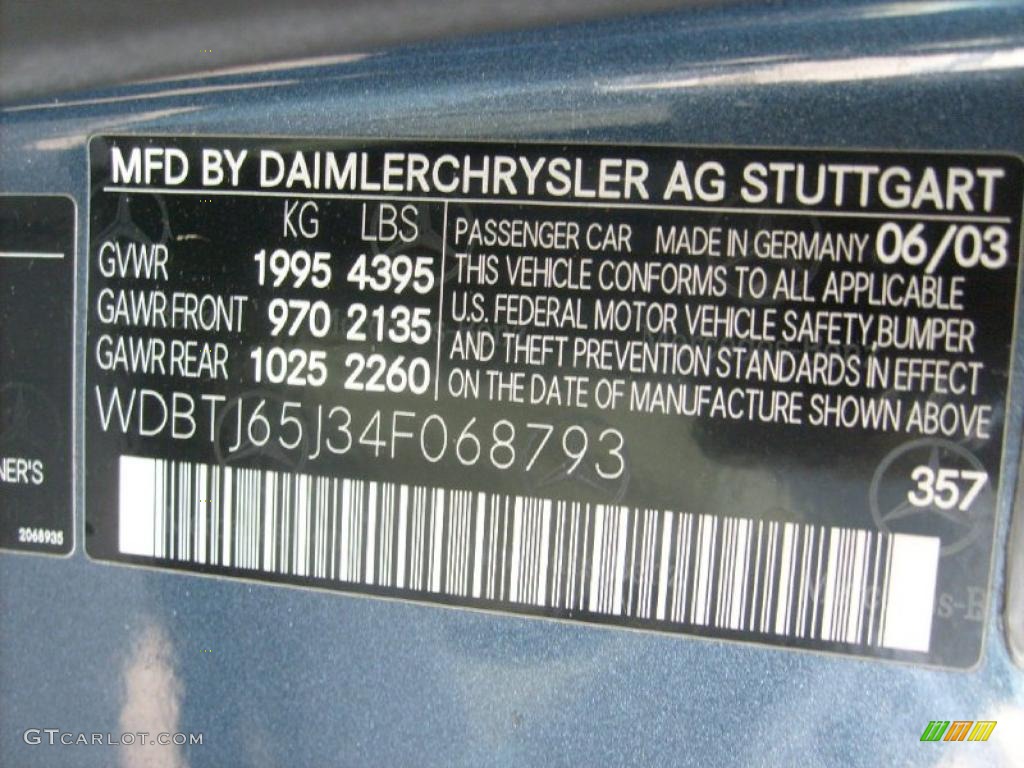 MFD BY DAIMLERCHRYSLER AG STUTTGART
KG LBS
GVWR 1995 4395
GAWR FRONT 970 2135
GAWR REAR 1025 2260
PASSENGER CAR MADE IN GERMANY 06/03
THIS VEHICLE CONFORMS TO ALL APPLICABLE
U.S. FEDERAL MOTOR VEHICLE SAFETY, BUMPER
AND THEFT PREVENTION STANDARDS IN EFFECT
ON THE DATE OF MANUFACTURE SHOWN ABOVE
WDBTJ65J34F068793
357
NER'S
2068935
GTCARLOT.COM